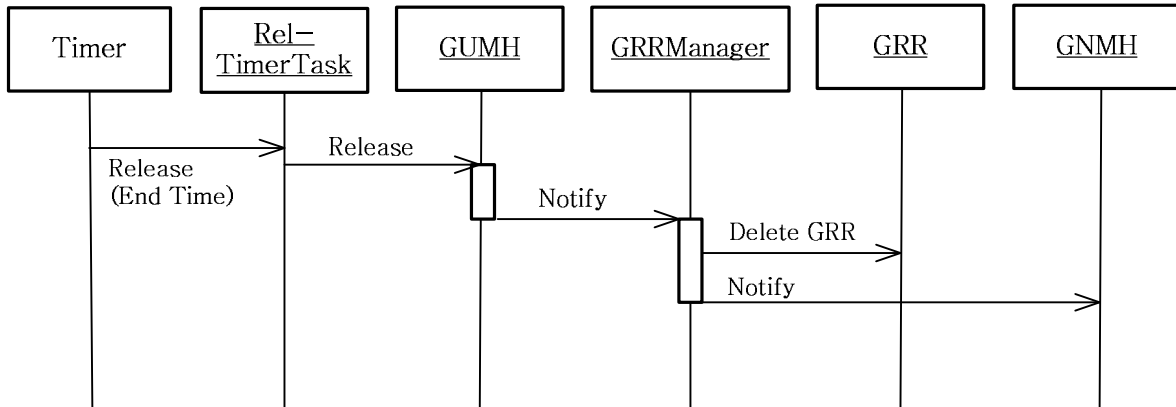 Timer
Rel-
TimerTask
GUMH
GRRManager
GRR
GNMH
Release
(End Time)
Release
Notify
Delete GRR
Notify